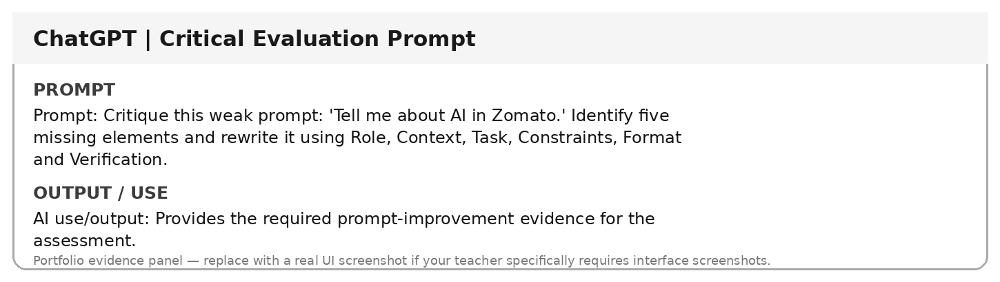 ChatGPT | Critical Evaluation Prompt
PROMPT
Prompt: Critique this weak prompt: 'Tell me about AI in Zomato.' Identify five
missing elements and rewrite it using Role, Context, Task, Constraints, Format
and Verification.
OUTPUT / USE
AI use/output: Provides the required prompt-improvement evidence for the
assessment.
Portfolio evidence panel — replace with a real UI screenshot if your teacher specifically requires interface screenshots.